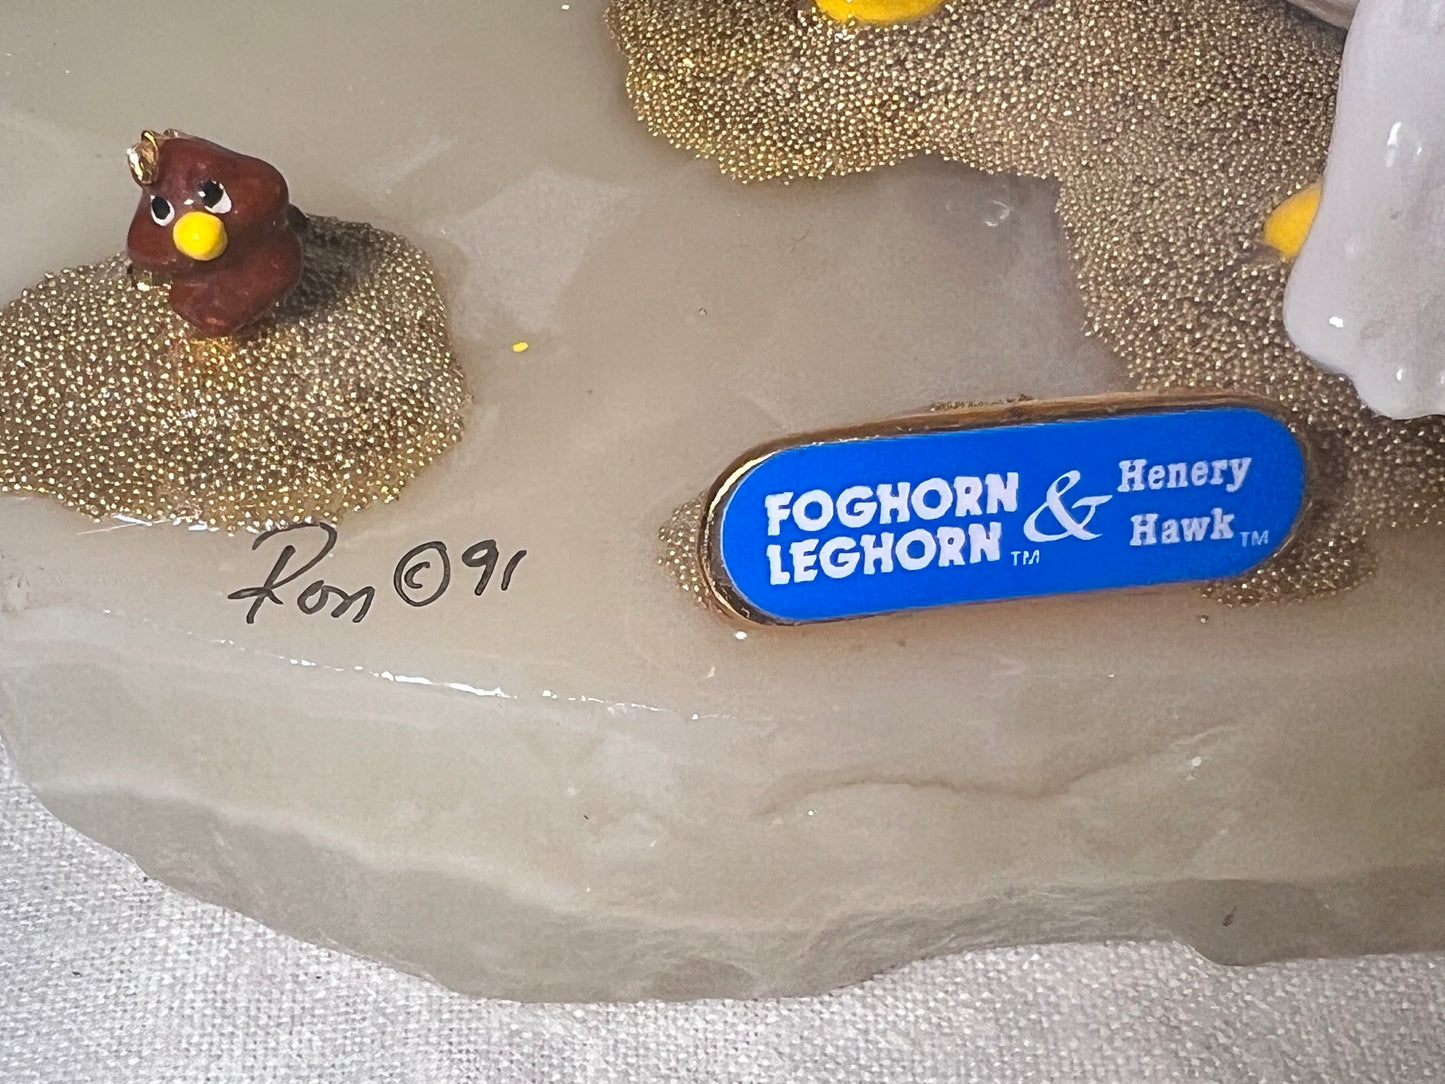 FOGHORN
LEGHORN ™
&
Henery
Hawk ™
Ron © 91